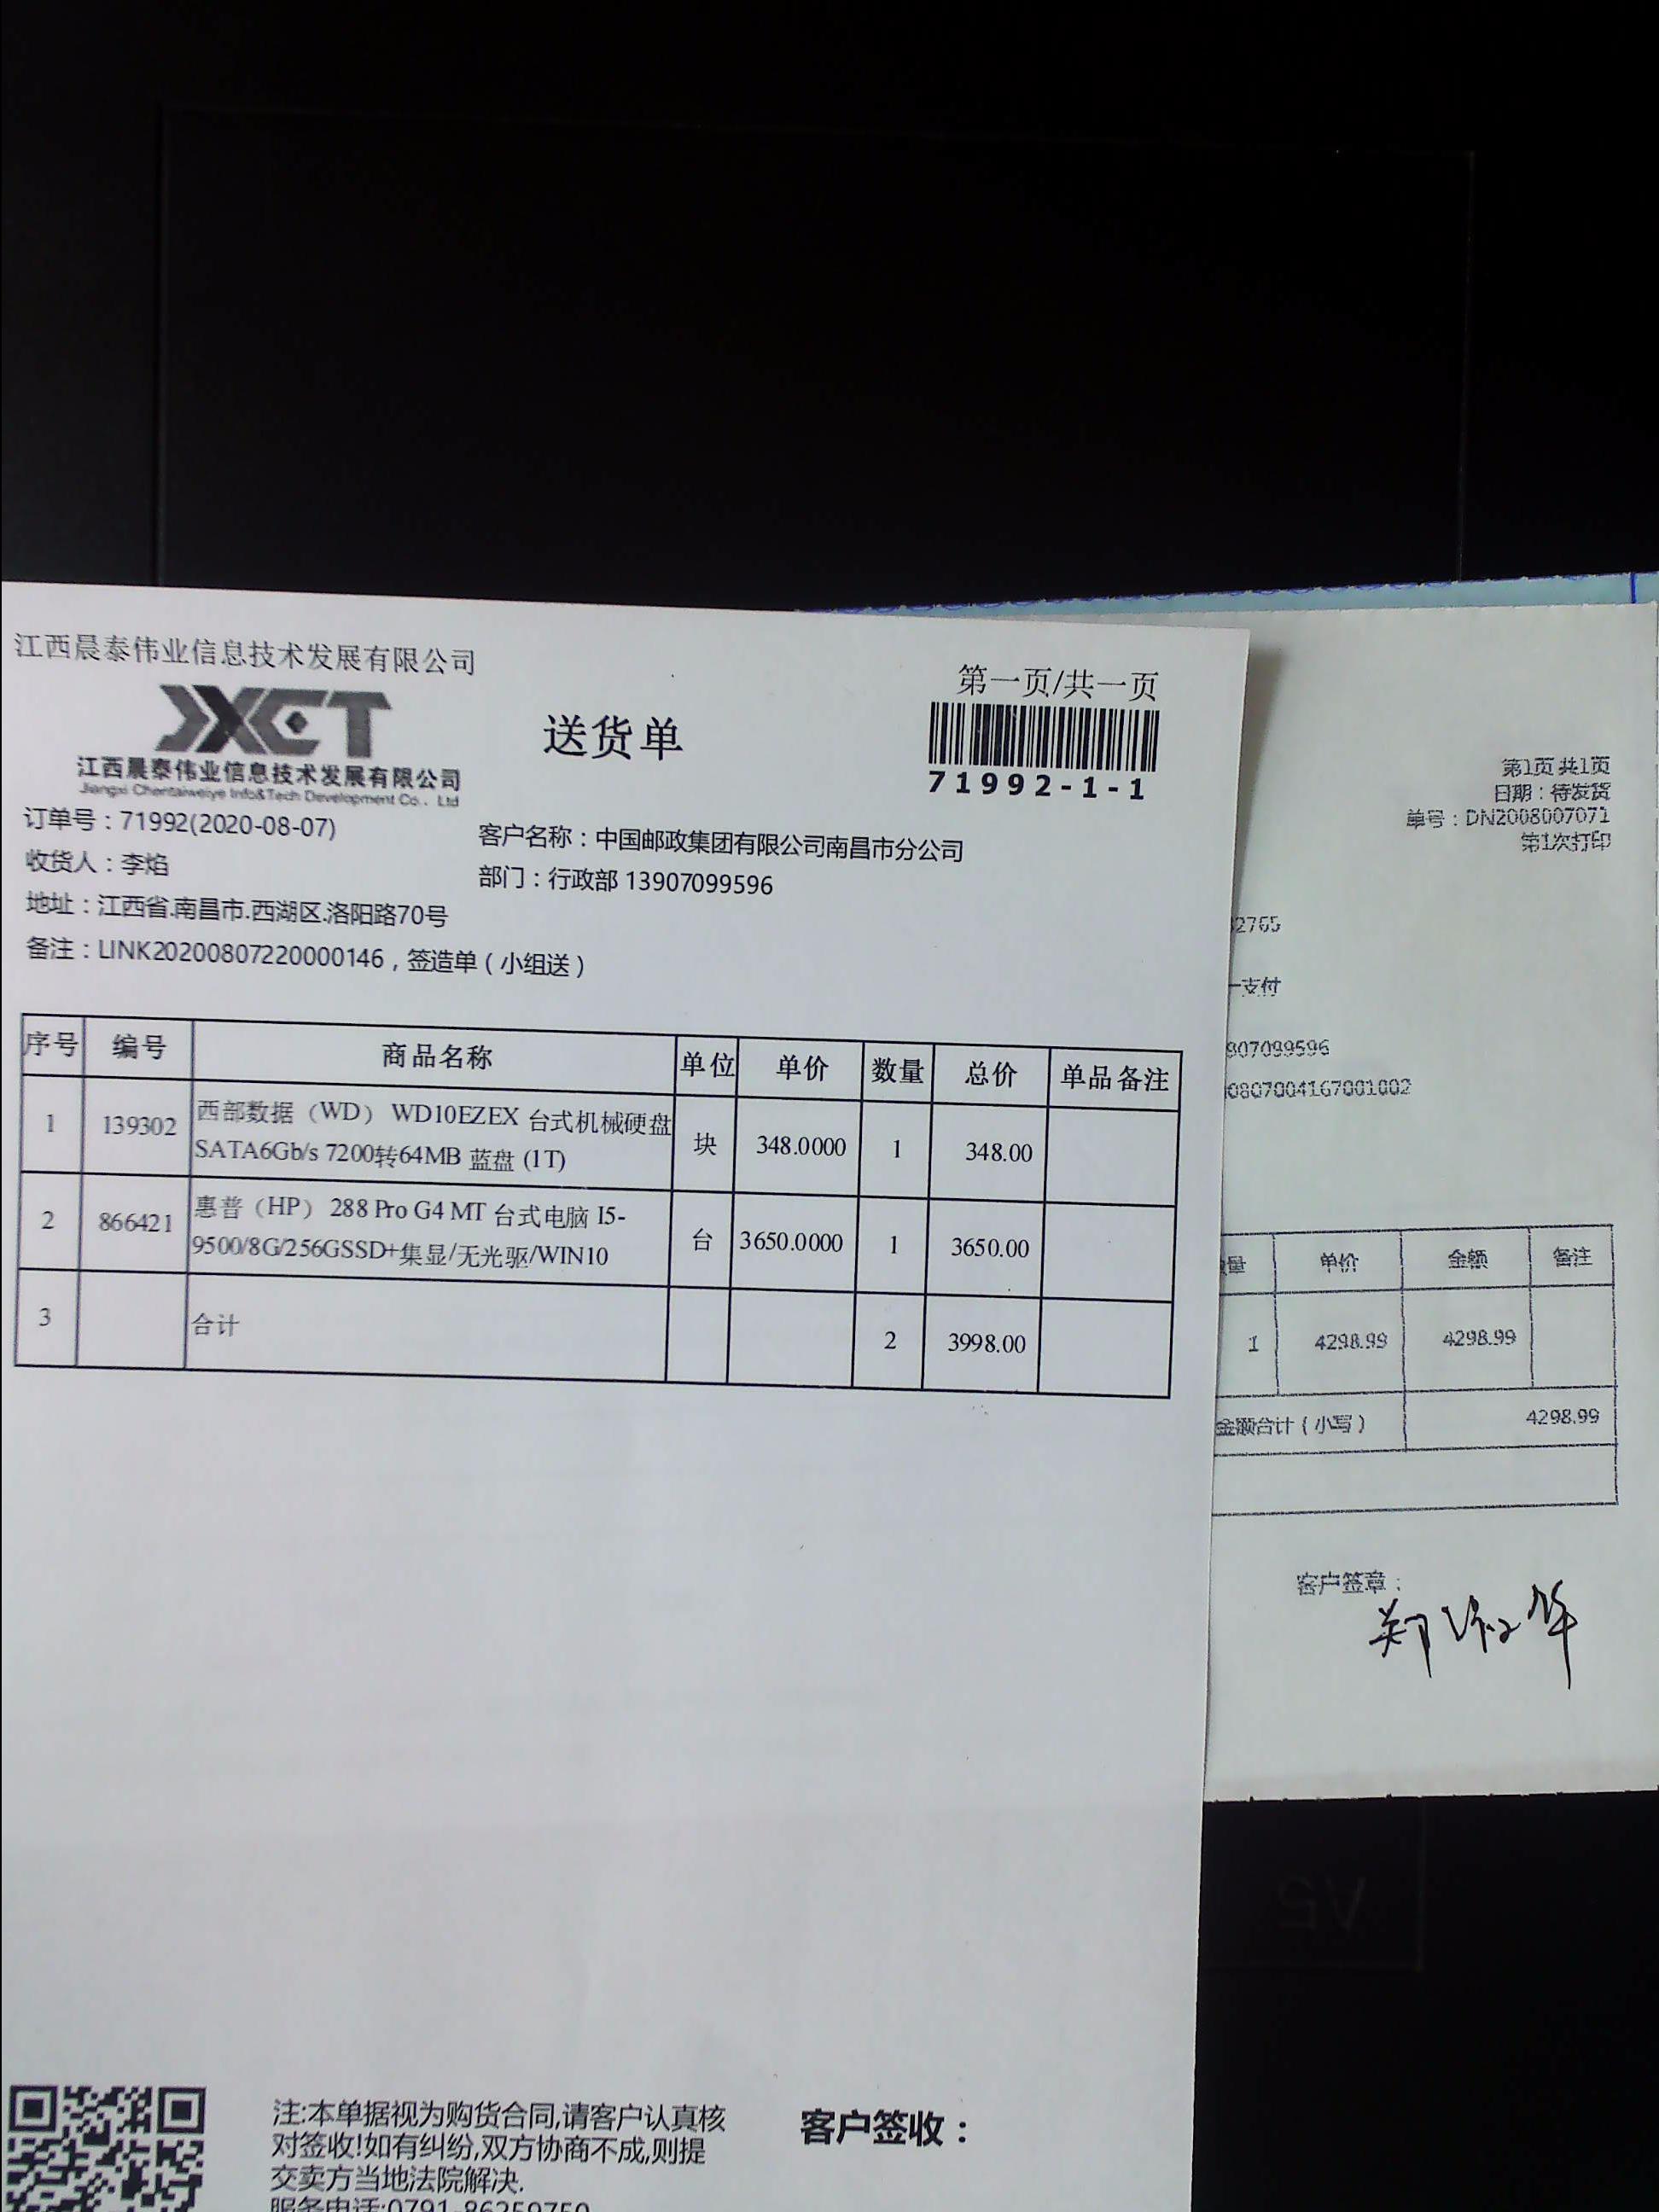 江西晨泰伟业信息技术发展有限公司
JXCT
江西晨泰伟业信息技术发展有限公司
Jiangxi Chentaiweiye Info&Tech Development Co., Ltd
送货单
第一页/共一页
71992-1-1
订单号：71992(2020-08-07)
客户名称：中国邮政集团有限公司南昌市分公司
收货人：李焰
部门：行政部 13907099596
地址：江西省.南昌市.西湖区.洛阳路70号
备注：LINK20200807220000146，签造单（小组送）
序号 编号 商品名称 单位 单价 数量 总价 单品备注
1 139302 西部数据（WD） WD10EZEX 台式机械硬盘 块 348.0000 1 348.00
SATA6Gb/s 7200转64MB 蓝盘 (1T)
2 866421 惠普（HP） 288 Pro G4 MT 台式电脑 I5- 台 3650.0000 1 3650.00
9500/8G/256GSSD+集显/无光驱/WIN10
3 合计 2 3998.00
注:本单据视为购货合同,请客户认真核
对签收!如有纠纷,双方协商不成,则提
交卖方当地法院解决.
服务电话:0791-86259750
客户签收：
第1页 共1页
日期：待发货
单号：DN2008007071
第1次打印
2765
支付
907099596
0807004167001002
量 单价 金额 备注
1 4298.99 4298.99
金额合计（小写） 4298.99
客户签章：
A5